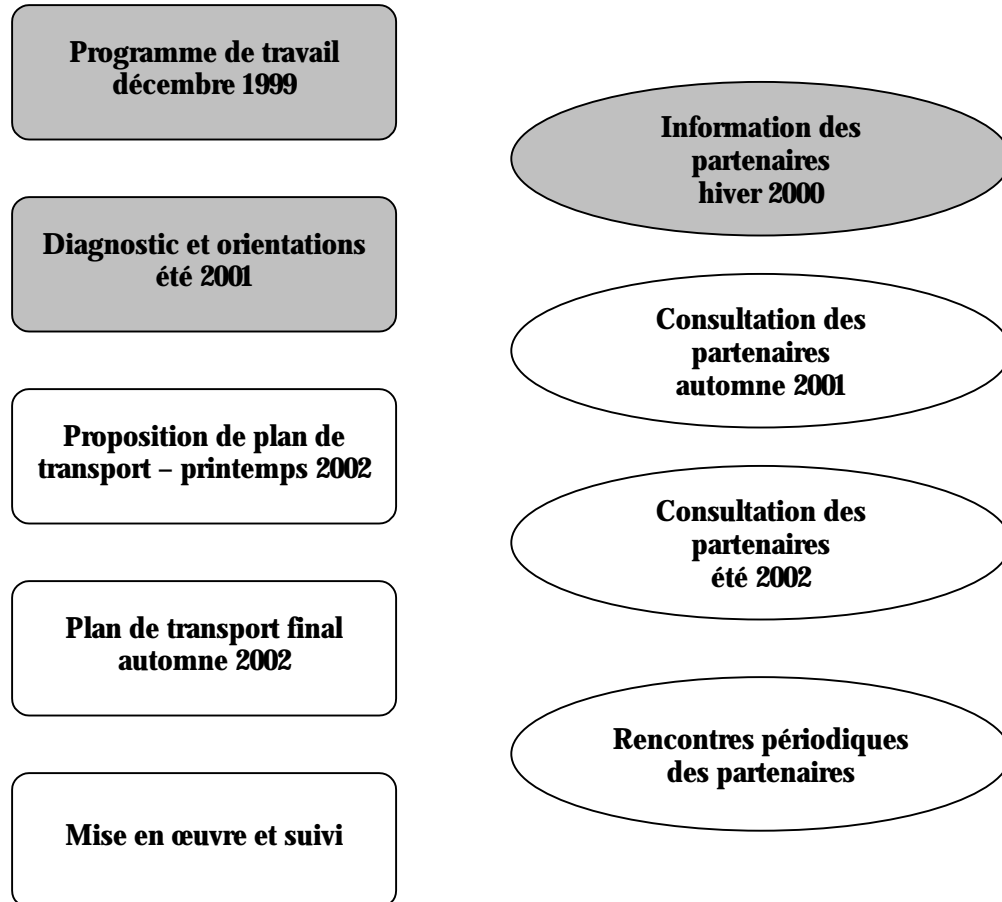 Programme de travail
décembre 1999
Information des
partenaires
hiver 2000
Diagnostic et orientations
été 2001
Consultation des
partenaires
automne 2001
Proposition de plan de
transport – printemps 2002
Consultation des
partenaires
été 2002
Plan de transport final
automne 2002
Rencontres périodiques
des partenaires
Mise en œuvre et suivi